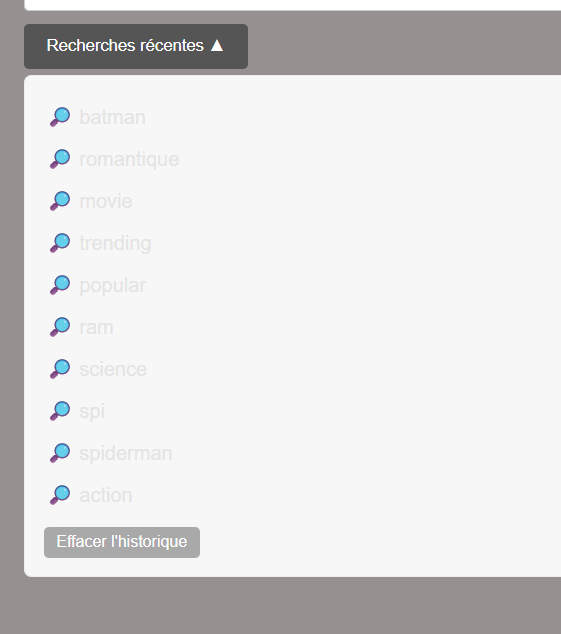 Recherches récentes ▲
batman
romantique
movie
trending
popular
ram
science
spi
spiderman
action
Effacer l'historique